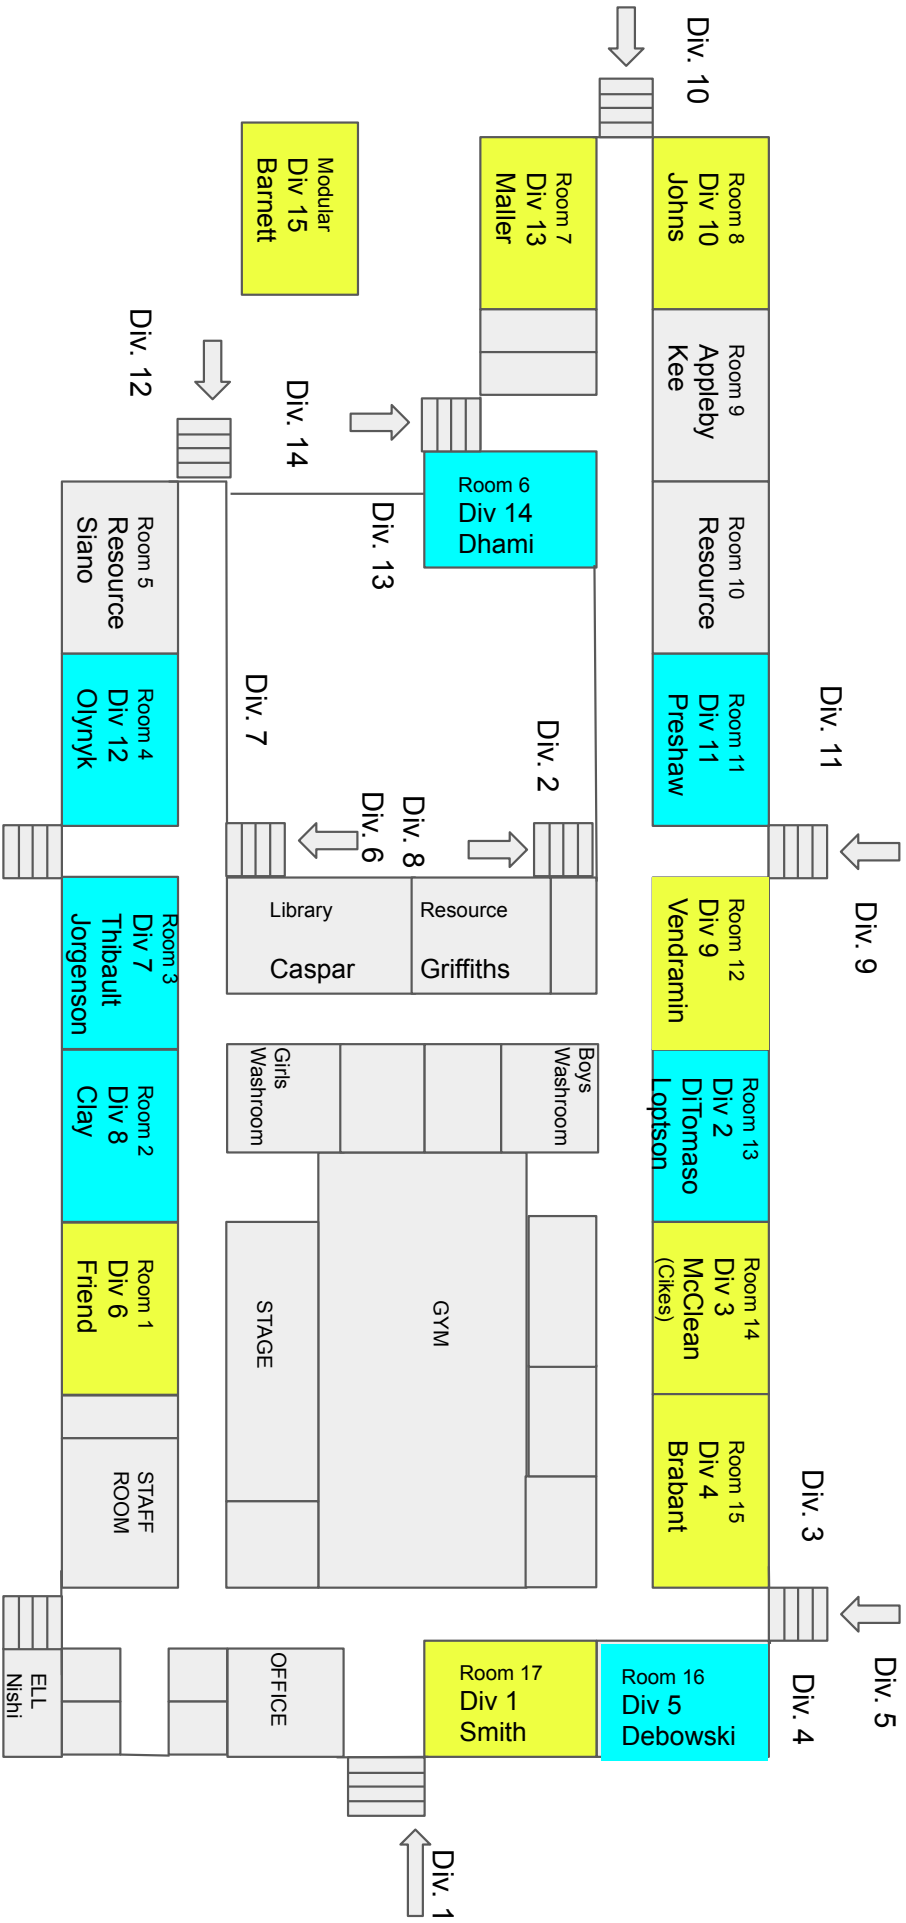 Div. 10
Modular
Div 15
Barnett
Room 7
Div 13
Maller
Room 8
Div 10
Johns
Div. 12
Div. 14
Room 9
Appleby
Kee
Room 6
Div 14
Dhami
Div. 13
Room 5
Resource
Siano
Room 10
Resource
Room 4
Div 12
Olynyk
Div. 7
Div. 2
Room 11
Div 11
Preshaw
Div. 11
Div. 6
Div. 8
Room 3
Div 7
Thibault
Jorgenson
Library
Caspar
Resource
Griffiths
Room 12
Div 9
Vendramin
Div. 9
Room 2
Div 8
Clay
Girls
Washroom
Boys
Washroom
Room 13
Div 2
DiTomaso
Loptson
Room 1
Div 6
Friend
STAGE
GYM
Room 14
Div 3
McClean
(Cikes)
STAFF
ROOM
Room 15
Div 4
Brabant
Div. 3
ELL
Nishi
OFFICE
Room 17
Div 1
Smith
Room 16
Div 5
Debowski
Div. 4
Div. 5
Div. 1